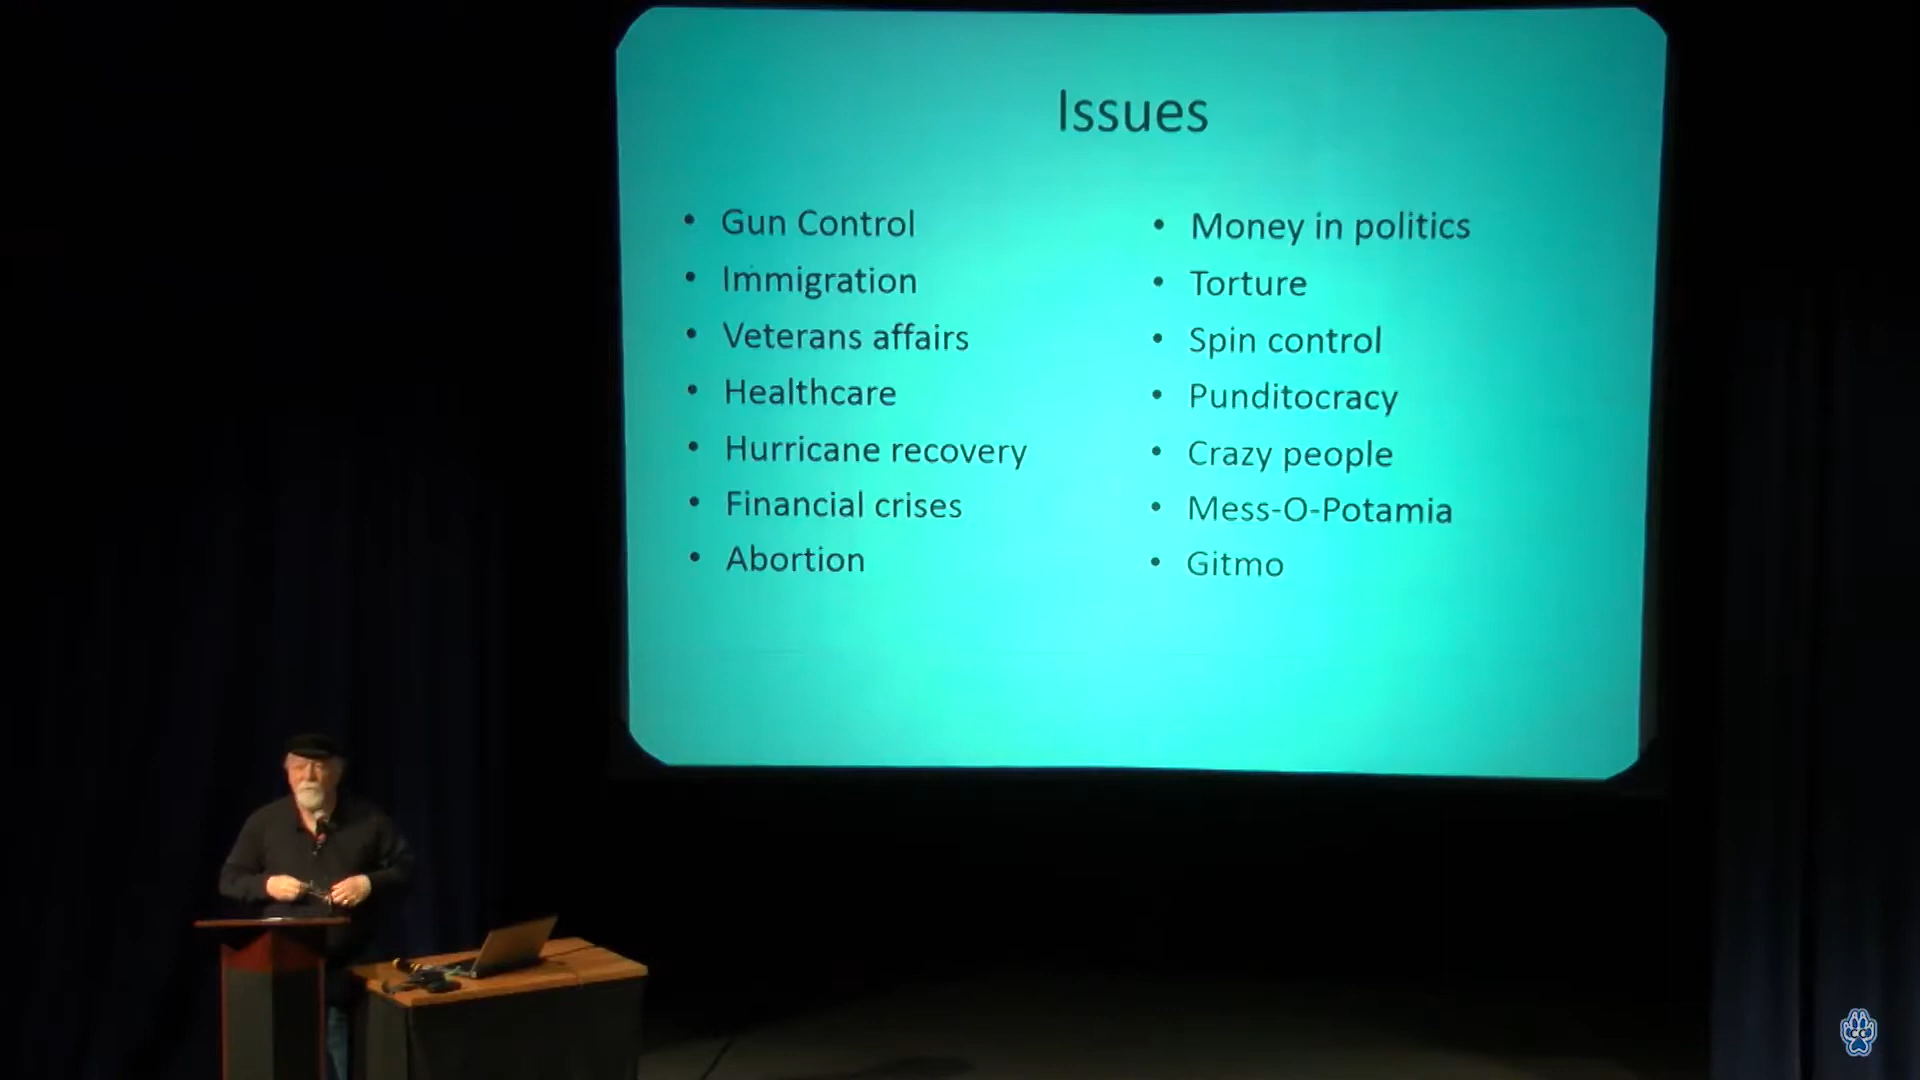 Issues
• Gun Control
• Immigration
• Veterans affairs
• Healthcare
• Hurricane recovery
• Financial crises
• Abortion
• Money in politics
• Torture
• Spin control
• Punditocracy
• Crazy people
• Mess-O-Potamia
• Gitmo